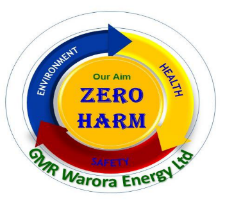 ENVIRONMENT
HEALTH
Our Aim
ZERO
HARM
SAFETY
GMR Warora Energy Ltd